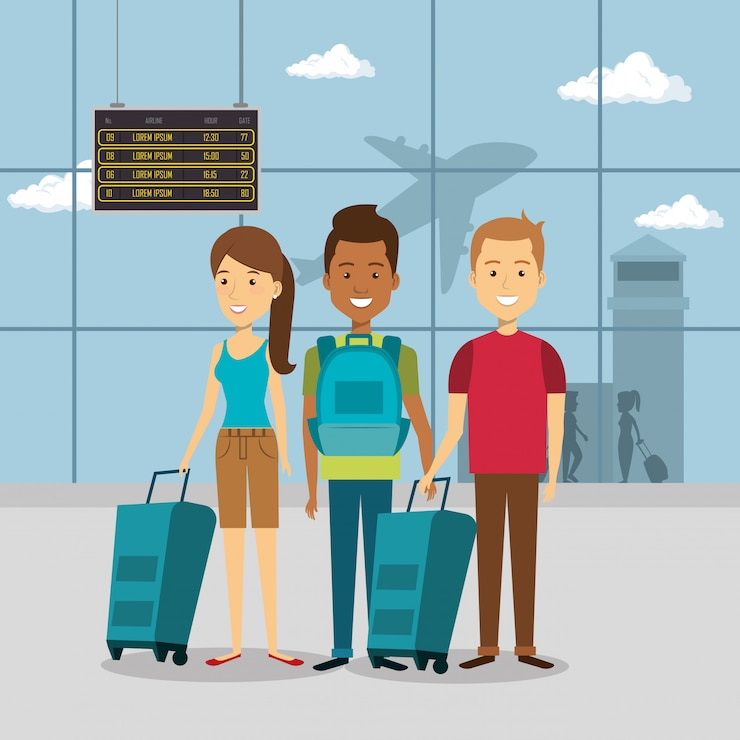 No. AIRLINE HOUR GATE
09 LOREM IPSUM 12:30 77
08 LOREM IPSUM 15:00 50
06 LOREM IPSUM 16:15 22
10 LOREM IPSUM 18:50 80